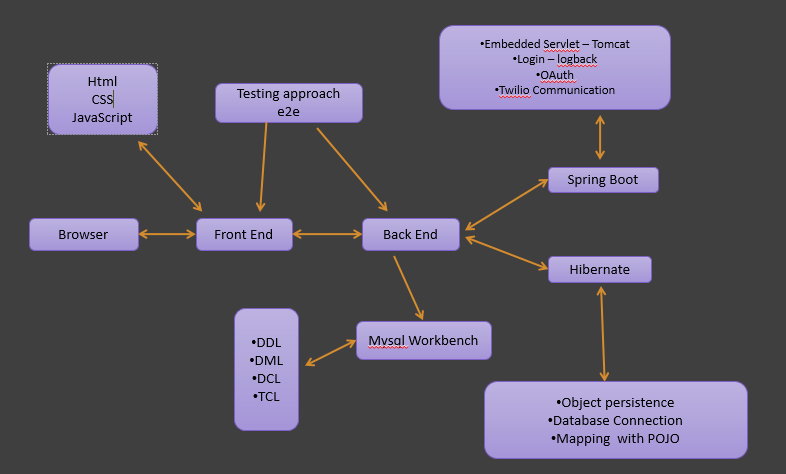 •Embedded Servlet – Tomcat
•Login – logback
•OAuth
•Twilio Communication
Html
CSS
JavaScript
Testing approach
e2e
Spring Boot
Browser
Front End
Back End
Hibernate
•DDL
•DML
•DCL
•TCL
Mysql Workbench
•Object persistence
•Database Connection
•Mapping with POJO